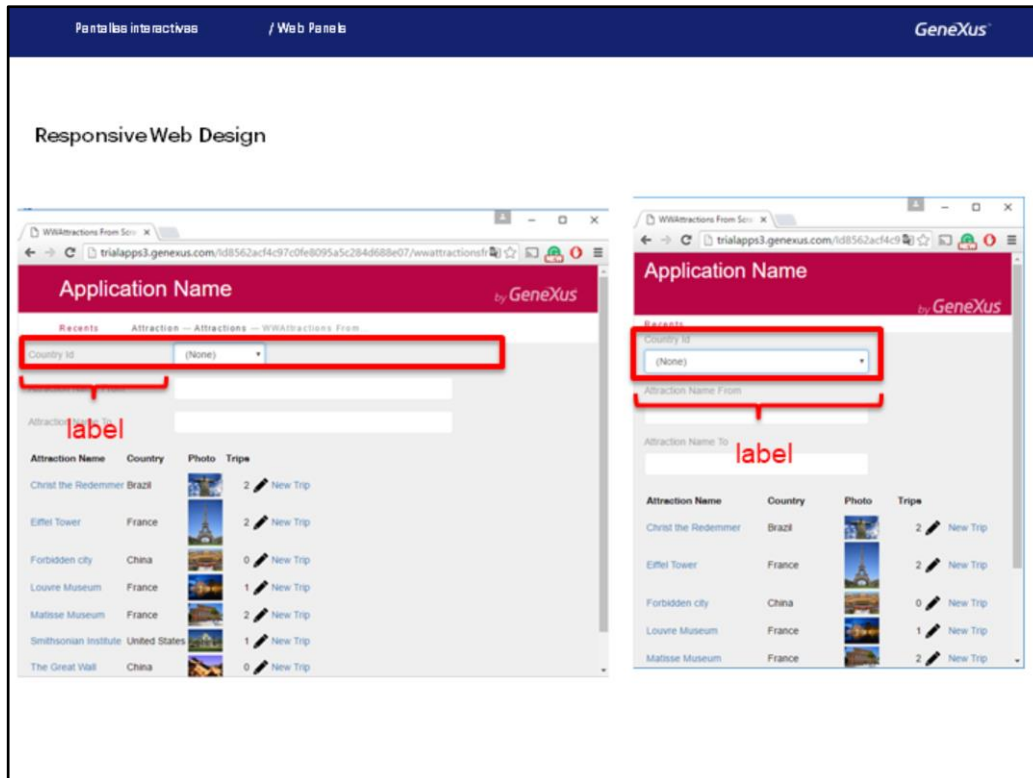 Pantallas interactivas / Web Panels GeneXus
Responsive Web Design
WWAttractions From Scr
trialapps3.genexus.com/Id8562acf4c97c0fe8095a5c284d688e07/wwattractionsfr
Application Name
by GeneXus
Recents Attraction — Attractions — WWAttractions From...
Country Id (None)
Attraction Name From
Attraction Name To
label
Attraction Name Country Photo Trips
Christ the Redemmer Brazil 2 New Trip
Eiffel Tower France 2 New Trip
Forbidden city China 0 New Trip
Louvre Museum France 1 New Trip
Matisse Museum France 2 New Trip
Smithsonian Institute United States 1 New Trip
The Great Wall China 0 New Trip
WWAttractions From Scr
trialapps3.genexus.com/Id8562acf4c9
Application Name
by GeneXus
Recents
Country Id
(None)
Attraction Name From
label
Attraction Name To
Attraction Name Country Photo Trips
Christ the Redemmer Brazil 2 New Trip
Eiffel Tower France 2 New Trip
Forbidden city China 0 New Trip
Louvre Museum France 1 New Trip
Matisse Museum France 2 New Trip